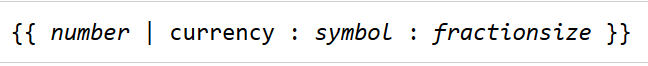 {{ number | currency : symbol : fractionsize }}